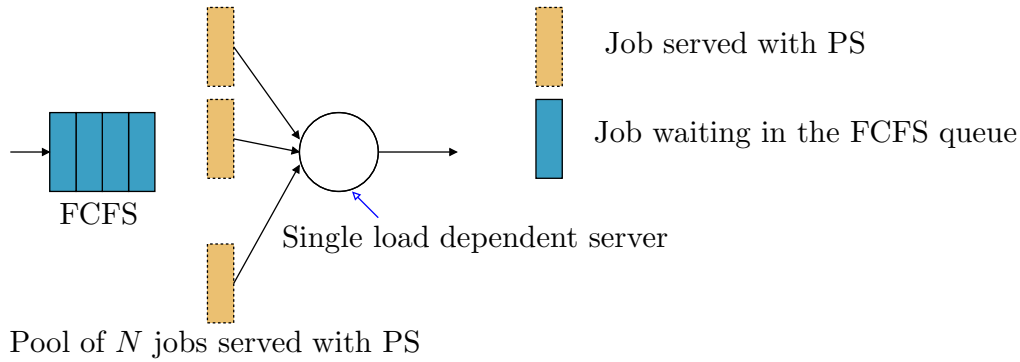 Job served with PS
Job waiting in the FCFS queue
FCFS
Single load dependent server
Pool of N jobs served with PS